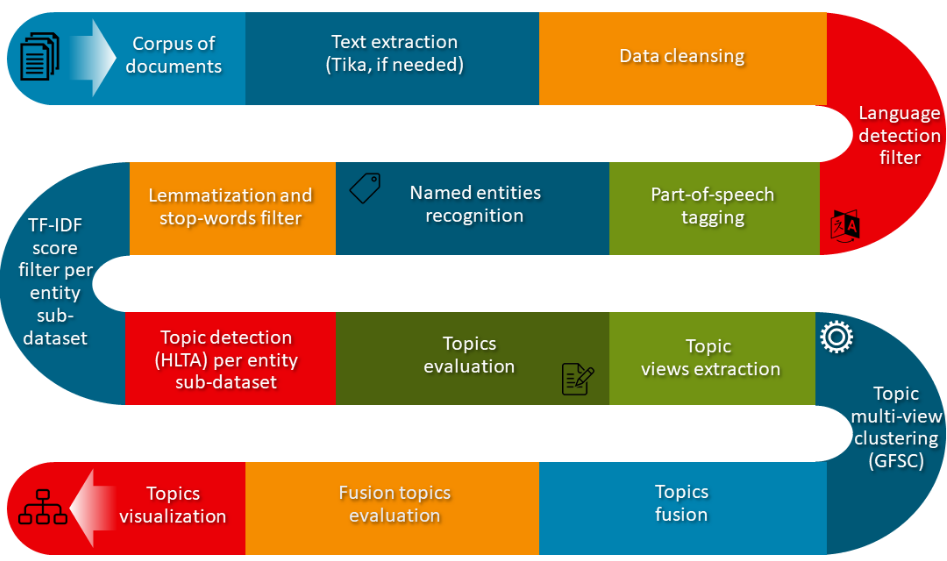 Corpus of
documents
Text extraction
(Tika, if needed)
Data cleansing
Language
detection
filter
Part-of-speech
tagging
Named entities
recognition
Lemmatization and
stop-words filter
TF-IDF
score
filter per
entity
sub-
dataset
Topic detection
(HLTA) per entity
sub-dataset
Topics
evaluation
Topic
views extraction
Topic
multi-view
clustering
(GFSC)
Topics
fusion
Fusion topics
evaluation
Topics
visualization